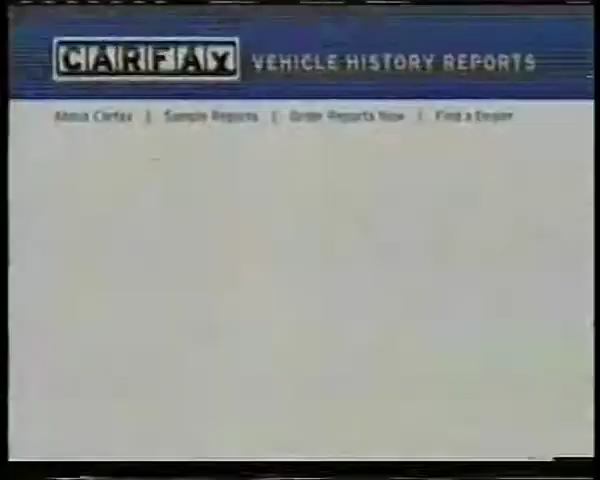 CARFAX VEHICLE HISTORY REPORTS
About Carfax | Sample Reports | Order Reports Now | Find a Dealer